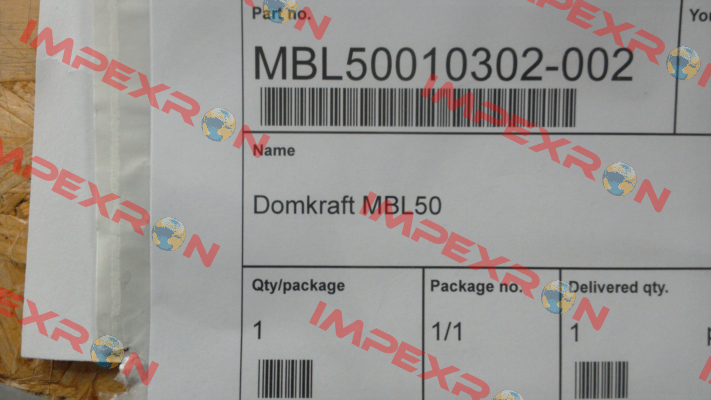 Part no.
MBL50010302-002
Name
Domkraft MBL50
Qty/package
Package no.
Delivered qty.
1
1/1
1
IMPEXRON
IMPEXRON
IMPEXRON
IMPEXRON
IMPEXRON